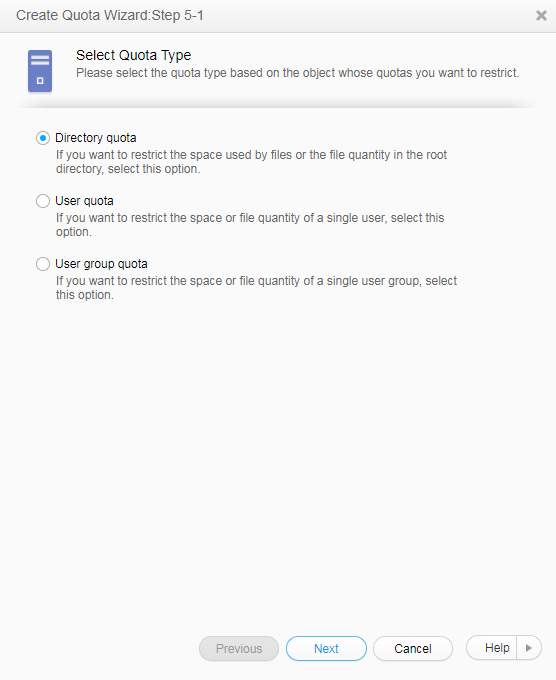 Create Quota Wizard:Step 5-1
Select Quota Type
Please select the quota type based on the object whose quotas you want to restrict.
Directory quota
If you want to restrict the space used by files or the file quantity in the root
directory, select this option.
User quota
If you want to restrict the space or file quantity of a single user, select this
option.
User group quota
If you want to restrict the space or file quantity of a single user group, select
this option.
Previous
Next
Cancel
Help